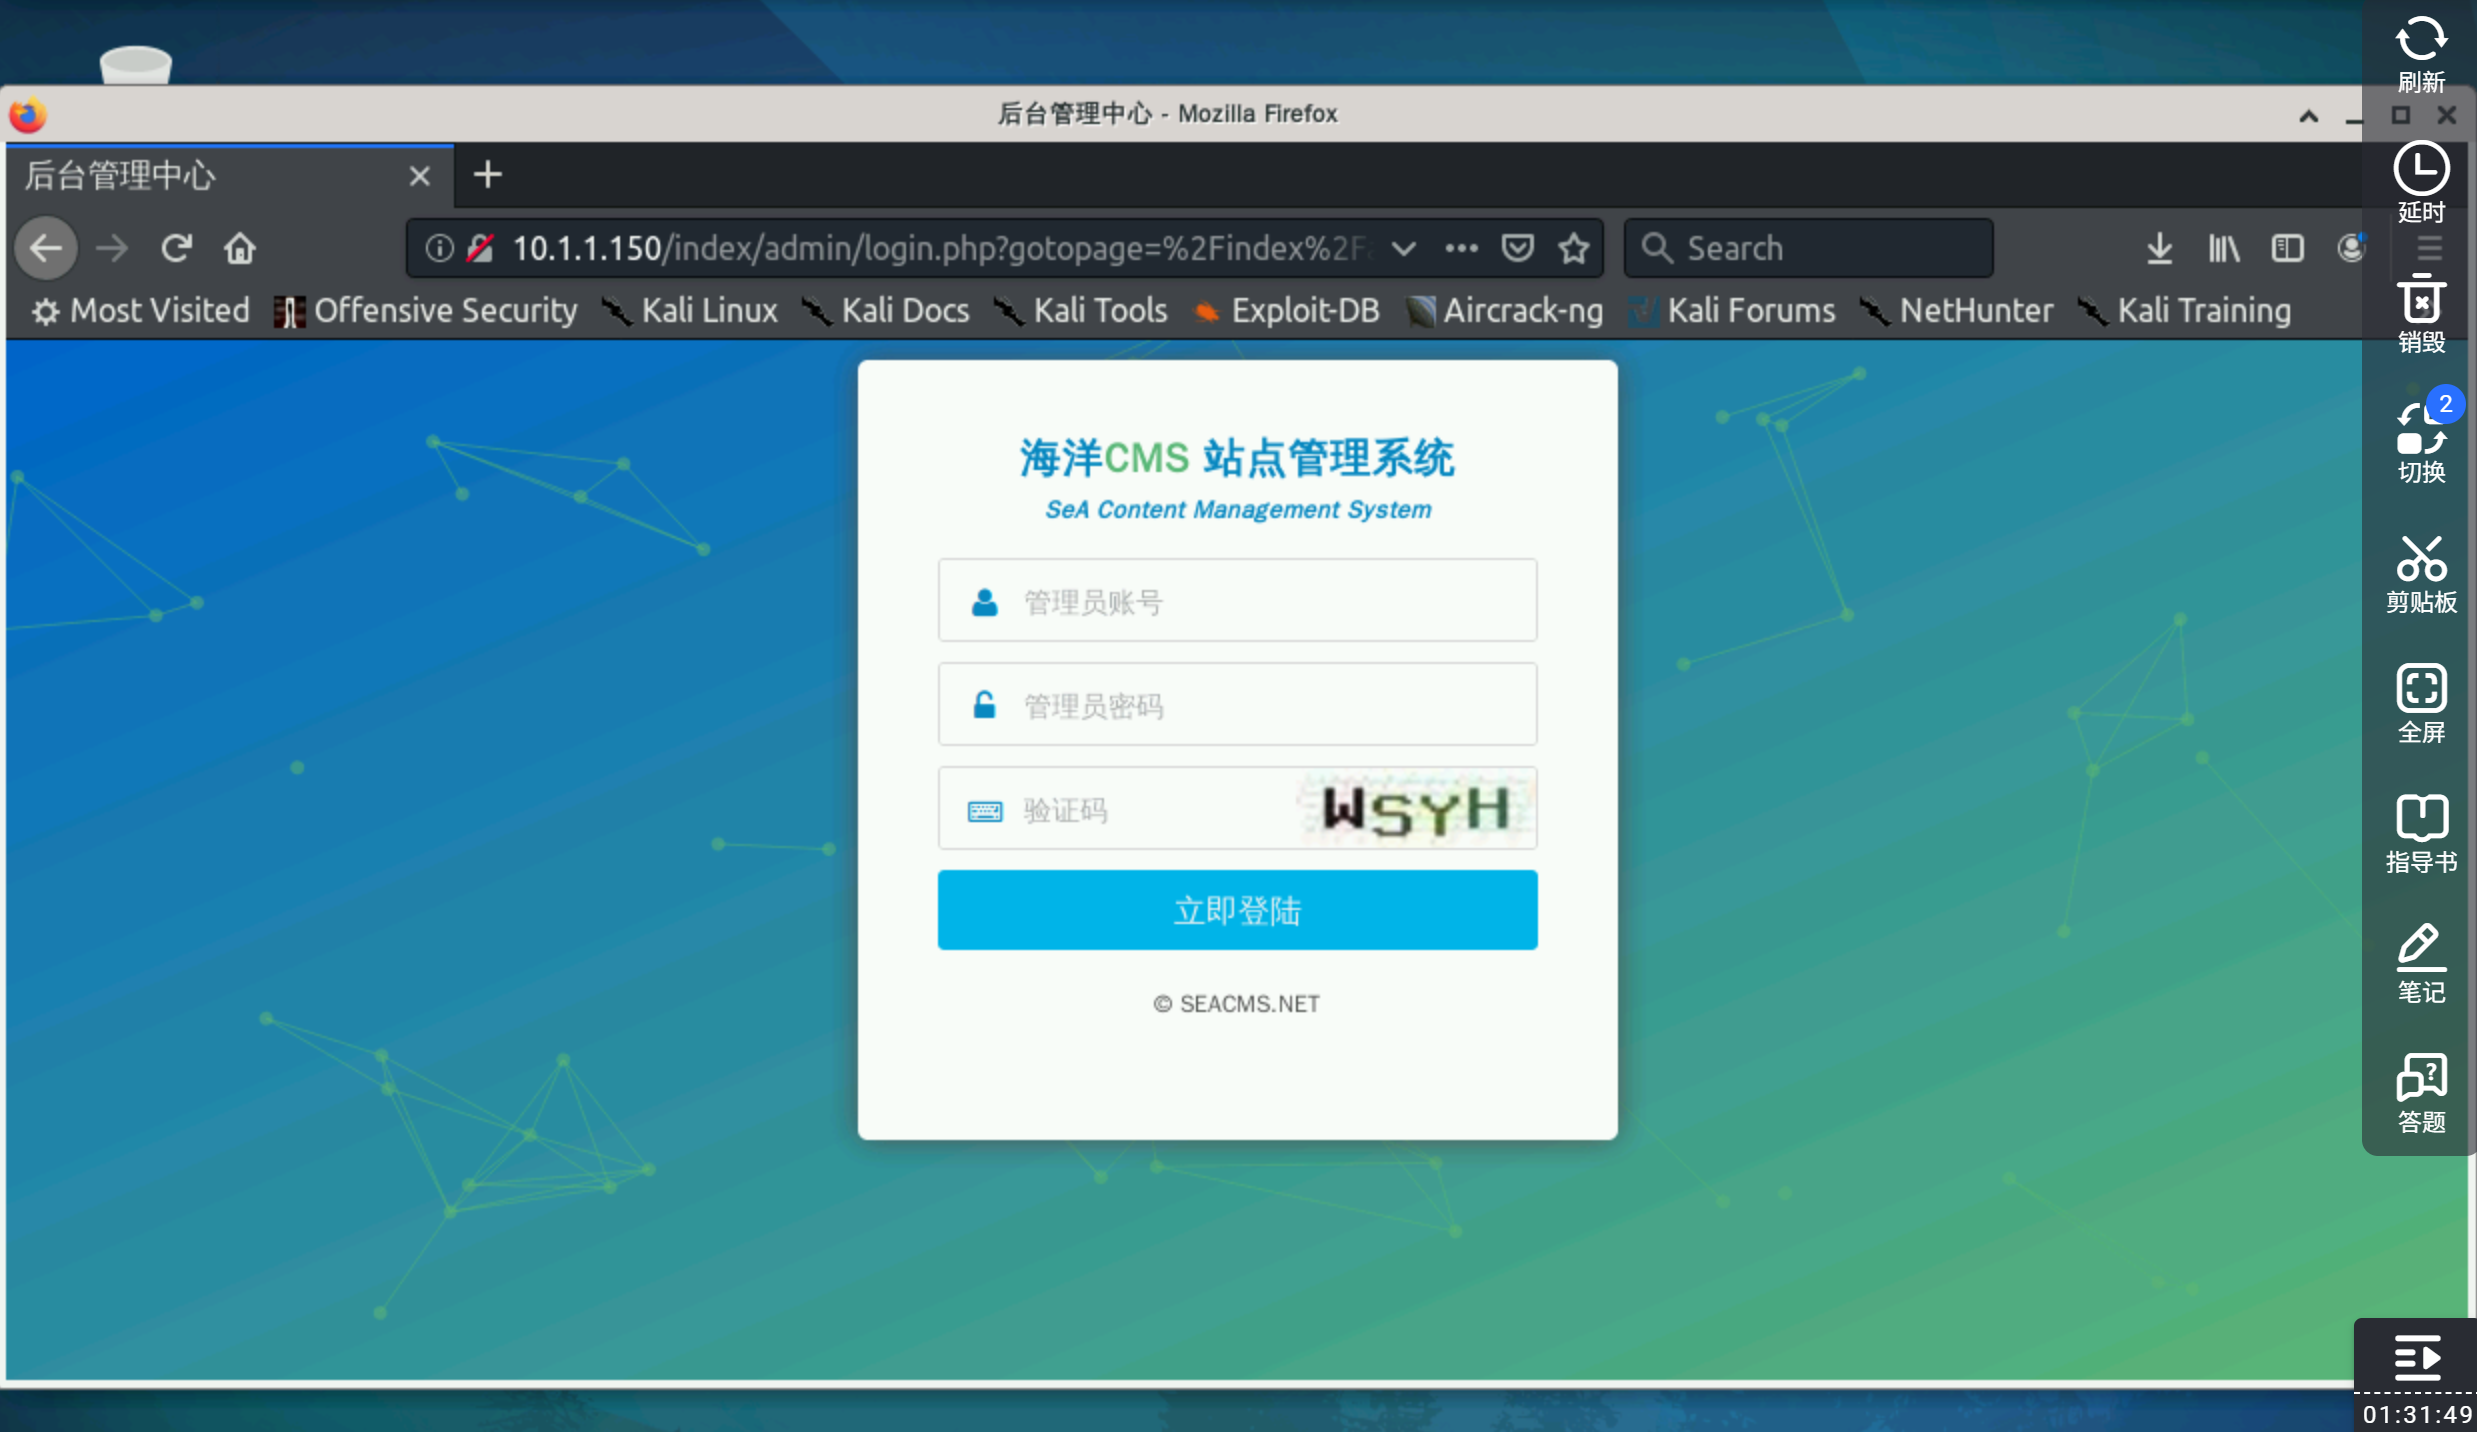 后台管理中心 - Mozilla Firefox
后台管理中心
10.1.1.150/index/admin/login.php?gotopage=%2Findex%2F
Search
Most Visited
Offensive Security
Kali Linux
Kali Docs
Kali Tools
Exploit-DB
Aircrack-ng
Kali Forums
NetHunter
Kali Training
海洋CMS 站点管理系统
SeA Content Management System
管理员账号
管理员密码
验证码
WSYH
立即登陆
© SEACMS.NET
刷新
延时
销毁
2
切换
剪贴板
全屏
指导书
笔记
答题
01:31:49